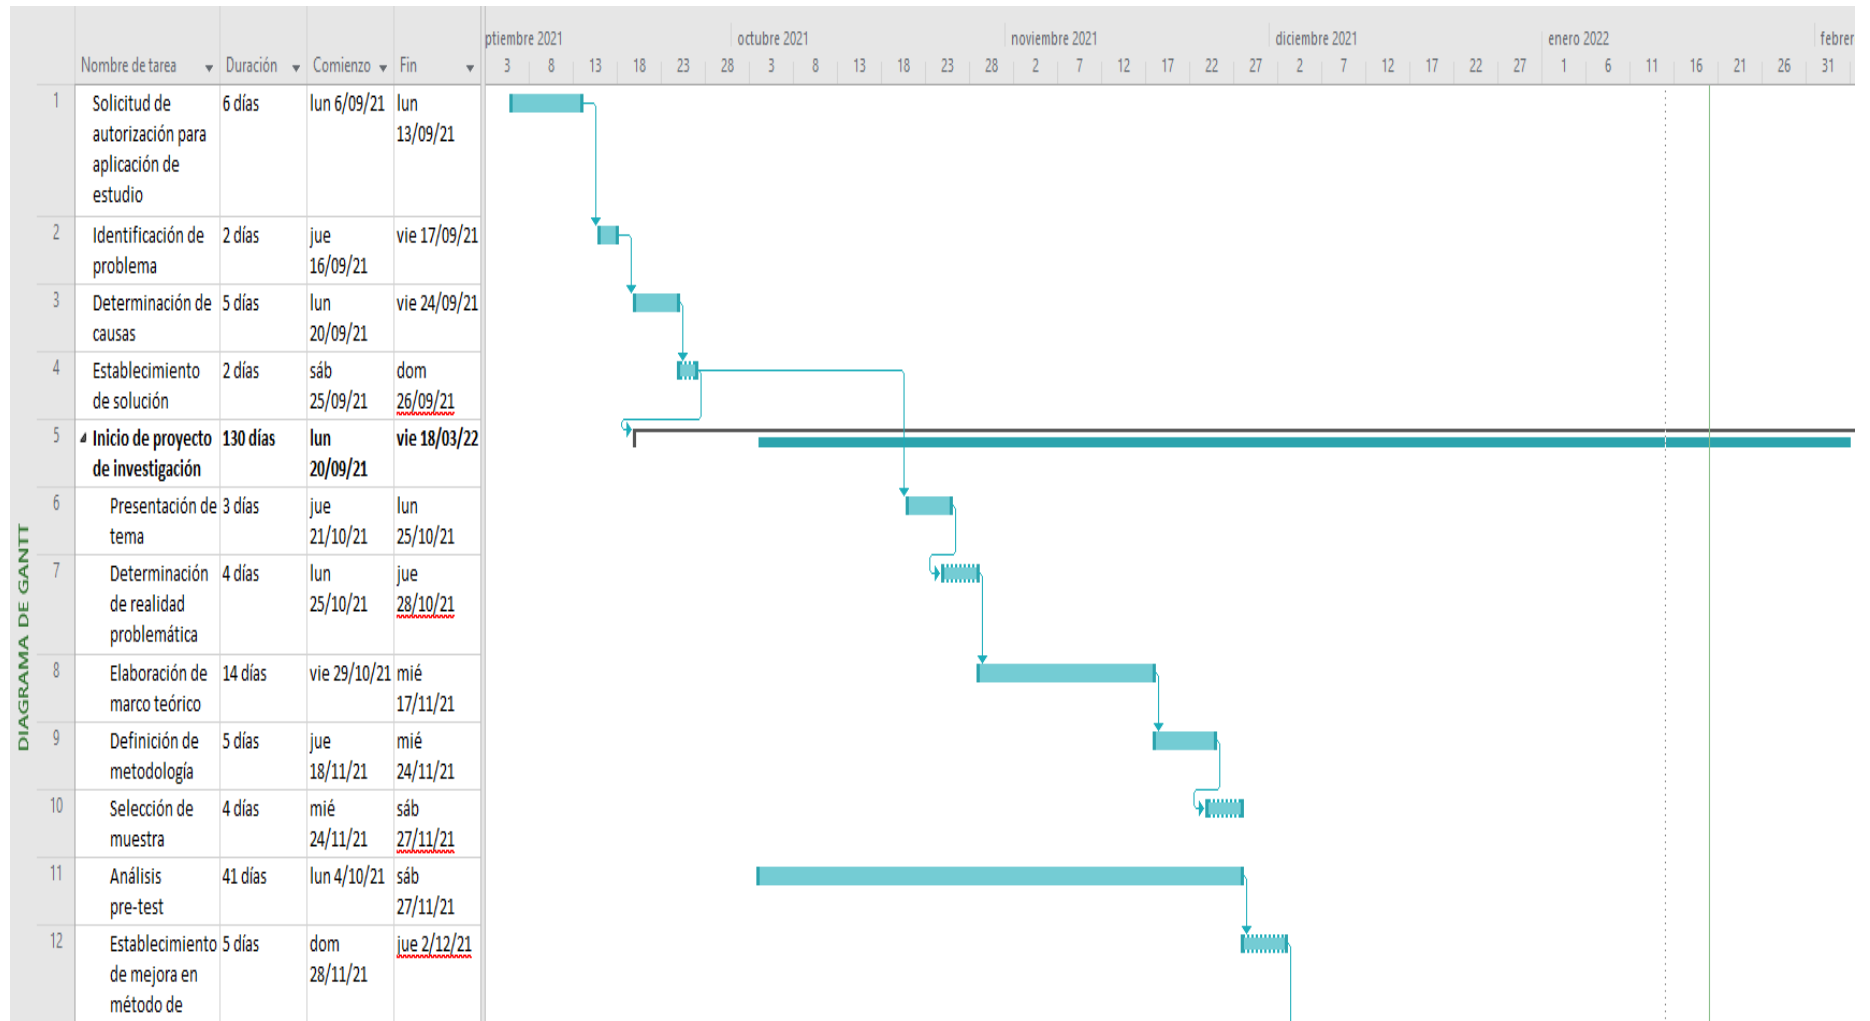 DIAGRAMA DE GANTT
Nombre de tarea Duración Comienzo Fin
ptiembre 2021 octubre 2021 noviembre 2021 diciembre 2021 enero 2022 febrer
3 8 13 18 23 28 3 8 13 18 23 28 2 7 12 17 22 27 2 7 12 17 22 27 1 6 11 16 21 26 31
1 Solicitud de 6 días lun 6/09/21 lun
autorización para 13/09/21
aplicación de
estudio
2 Identificación de 2 días jue vie 17/09/21
problema 16/09/21
3 Determinación de 5 días lun vie 24/09/21
causas 20/09/21
4 Establecimiento 2 días sáb dom
de solución 25/09/21 26/09/21
5 Inicio de proyecto 130 días lun vie 18/03/22
de investigación 20/09/21
6 Presentación de 3 días jue lun
tema 21/10/21 25/10/21
7 Determinación 4 días lun jue
de realidad 25/10/21 28/10/21
problemática
8 Elaboración de 14 días vie 29/10/21 mié
marco teórico 17/11/21
9 Definición de 5 días jue mié
metodología 18/11/21 24/11/21
10 Selección de 4 días mié sáb
muestra 24/11/21 27/11/21
11 Análisis 41 días lun 4/10/21 sáb
pre-test 27/11/21
12 Establecimiento 5 días dom jue 2/12/21
de mejora en 28/11/21
método de